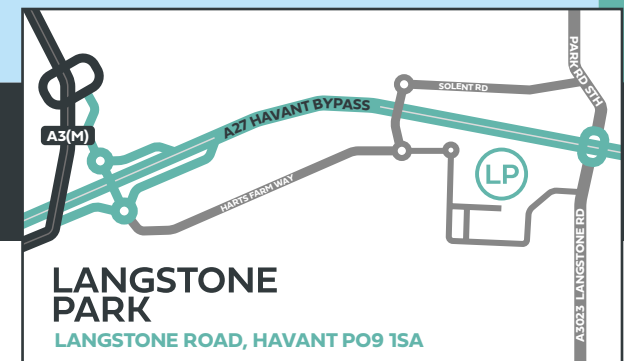 PARK RD STH
SOLENT RD
A27 HAVANT BYPASS
A3(M)
LP
HARTS FARM WAY
A3023 LANGSTONE RD
LANGSTONE
PARK
LANGSTONE ROAD, HAVANT PO9 1SA